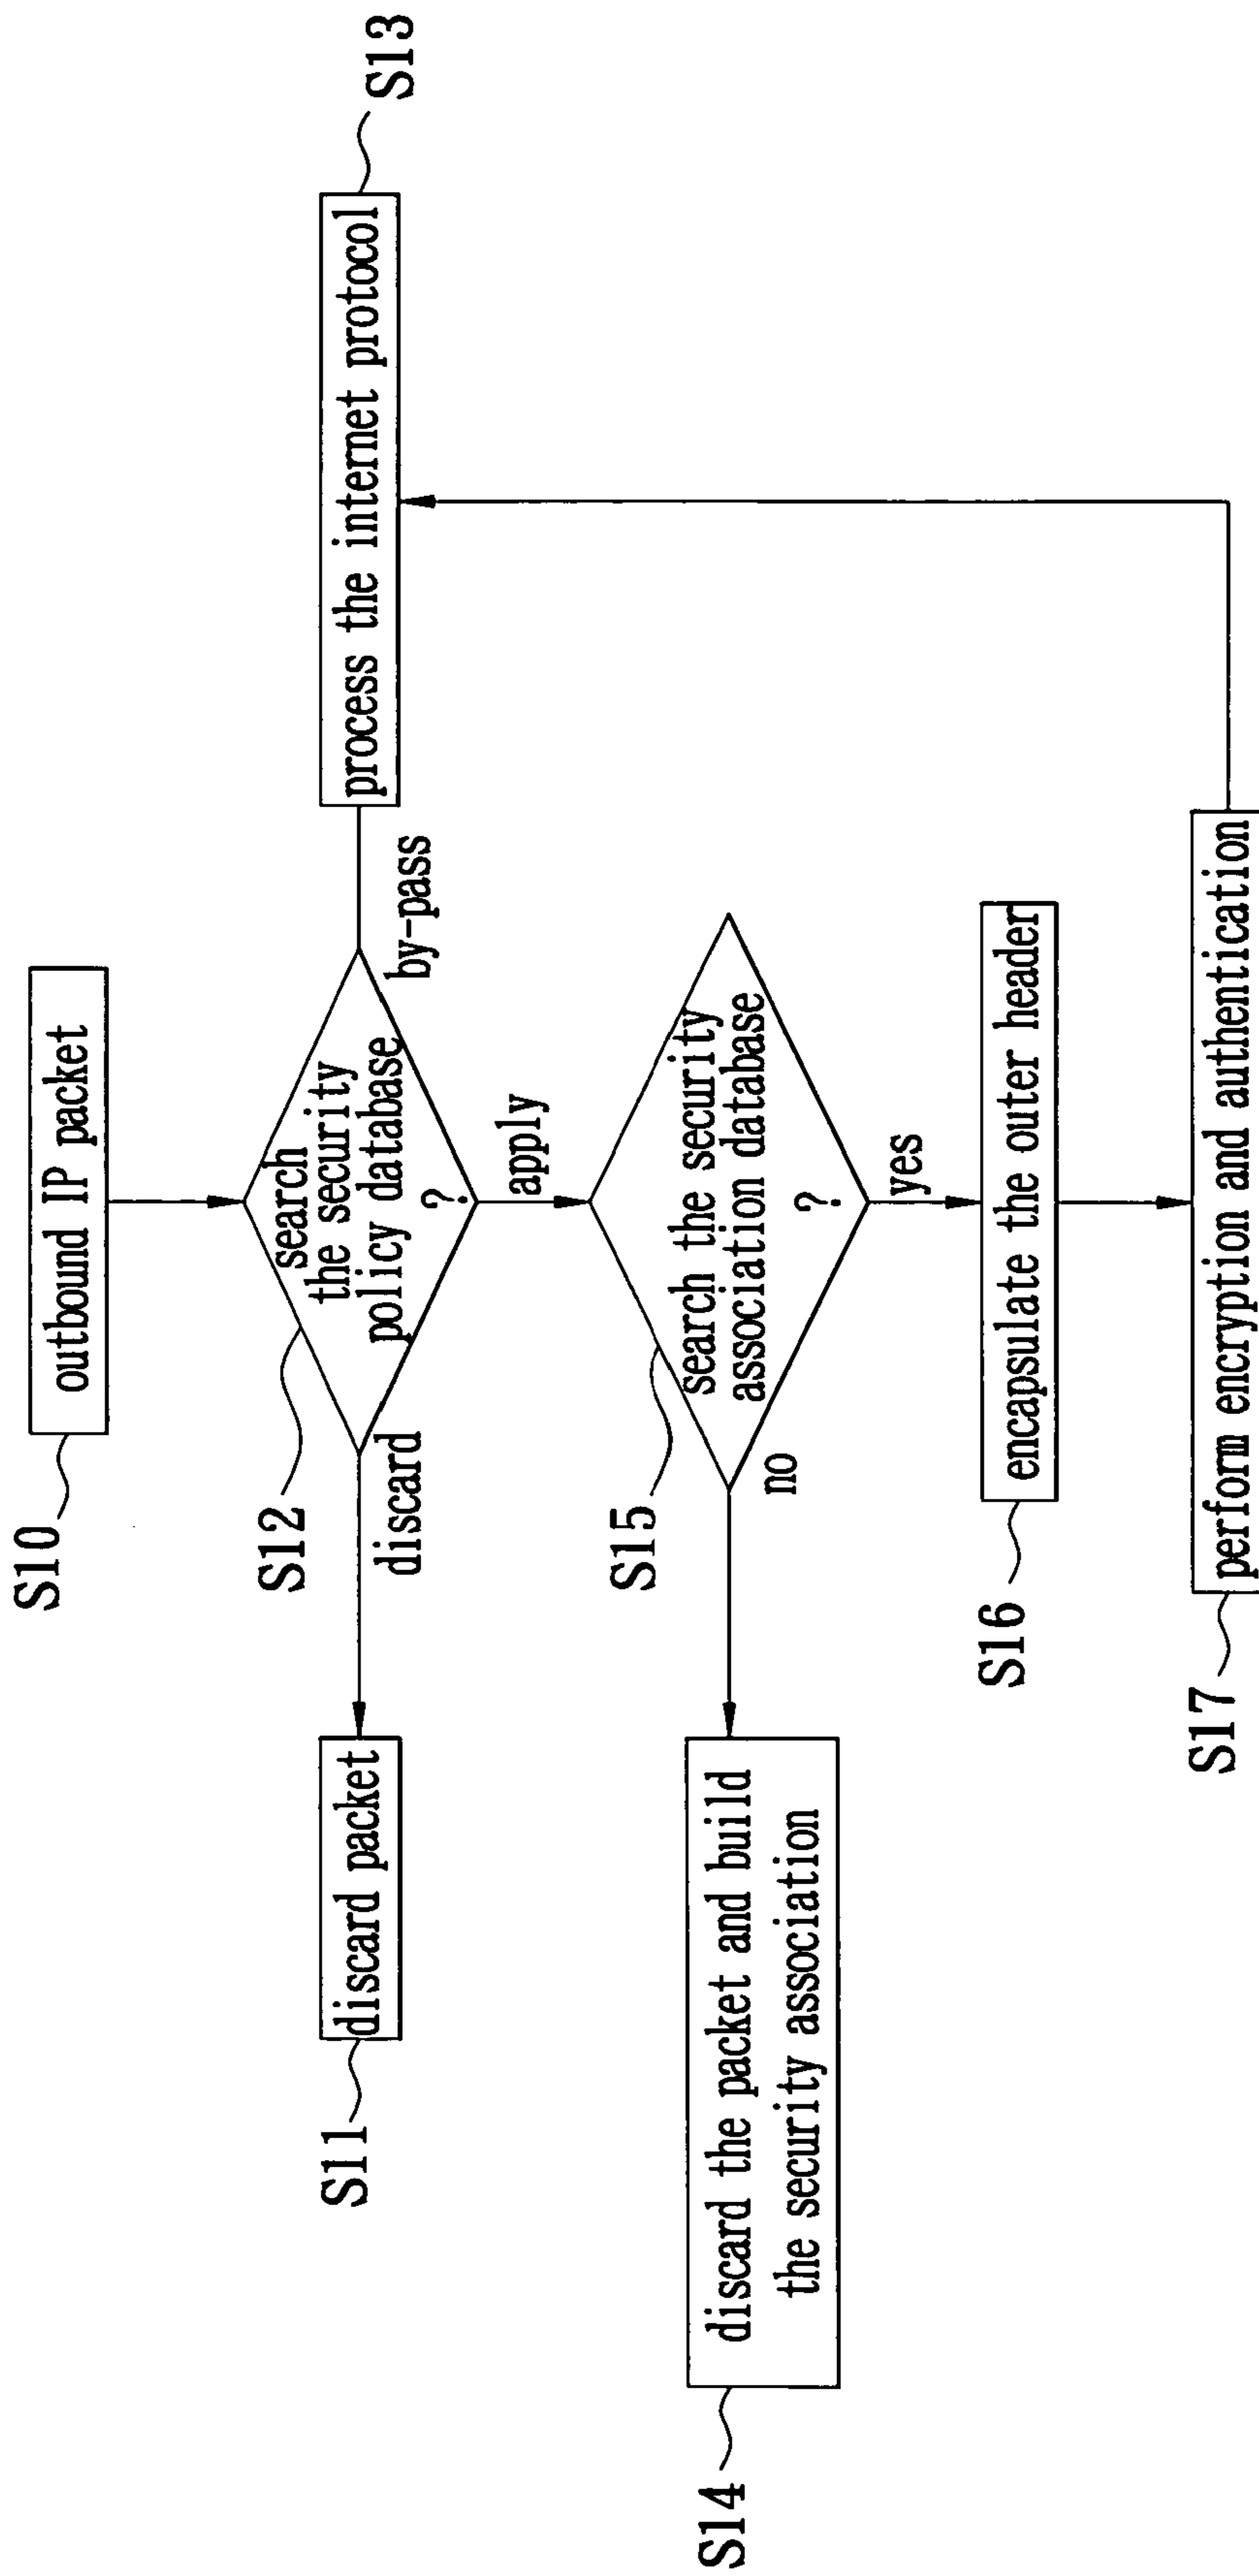 S10
outbound IP packet
S12
search
the security
policy database
?
discard
by-pass
apply
S11
discard packet
process the internet protocol
S13
S15
search the security
association database
?
no
yes
S14
discard the packet and build
the security association
S16
encapsulate the outer header
S17
perform encryption and authentication